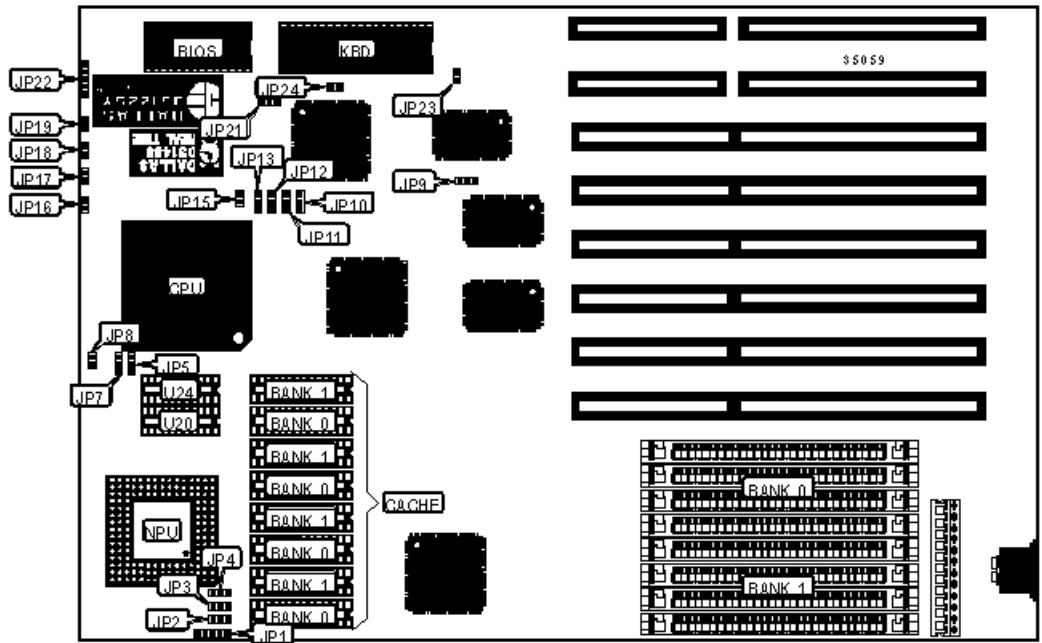 BIOS
KBD
35059
JP22
JP24
JP23
JP21
JP19
DALLAS
JP18
JP13
JP12
JP17
JP9
JP16
JP15
JP10
JP11
CPU
JP8
JP5
JP7
U24
U20
BANK 1
BANK 0
BANK 1
BANK 0
BANK 1
BANK 0
BANK 1
BANK 0
CACHE
BANK 0
NPU
JP4
JP3
BANK 1
JP2
JP1